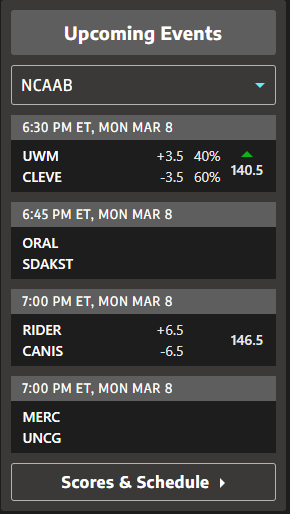 Upcoming Events
NCAAB
6:30 PM ET, MON MAR 8
UWM +3.5 40%
140.5
CLEVE -3.5 60%
6:45 PM ET, MON MAR 8
ORAL
SDAKST
7:00 PM ET, MON MAR 8
RIDER +6.5
146.5
CANIS -6.5
7:00 PM ET, MON MAR 8
MERC
UNCG
Scores & Schedule